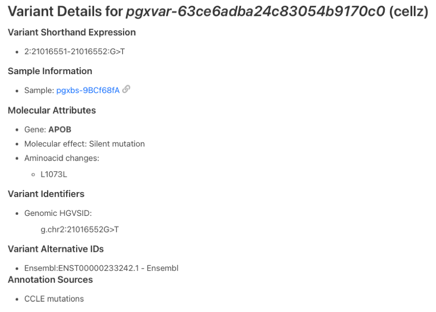 Variant Details for pgxvar-63ce6adba24c83054b9170c0 (cellz)
Variant Shorthand Expression
• 2:21016551-21016552:G>T
Sample Information
• Sample: pgxbs-9BCf68fA
Molecular Attributes
• Gene: APOB
• Molecular effect: Silent mutation
• Aminoacid changes:
◦ L1073L
Variant Identifiers
• Genomic HGVSID:
g.chr2:21016552G>T
Variant Alternative IDs
• Ensembl:ENST00000233242.1 - Ensembl
Annotation Sources
• CCLE mutations